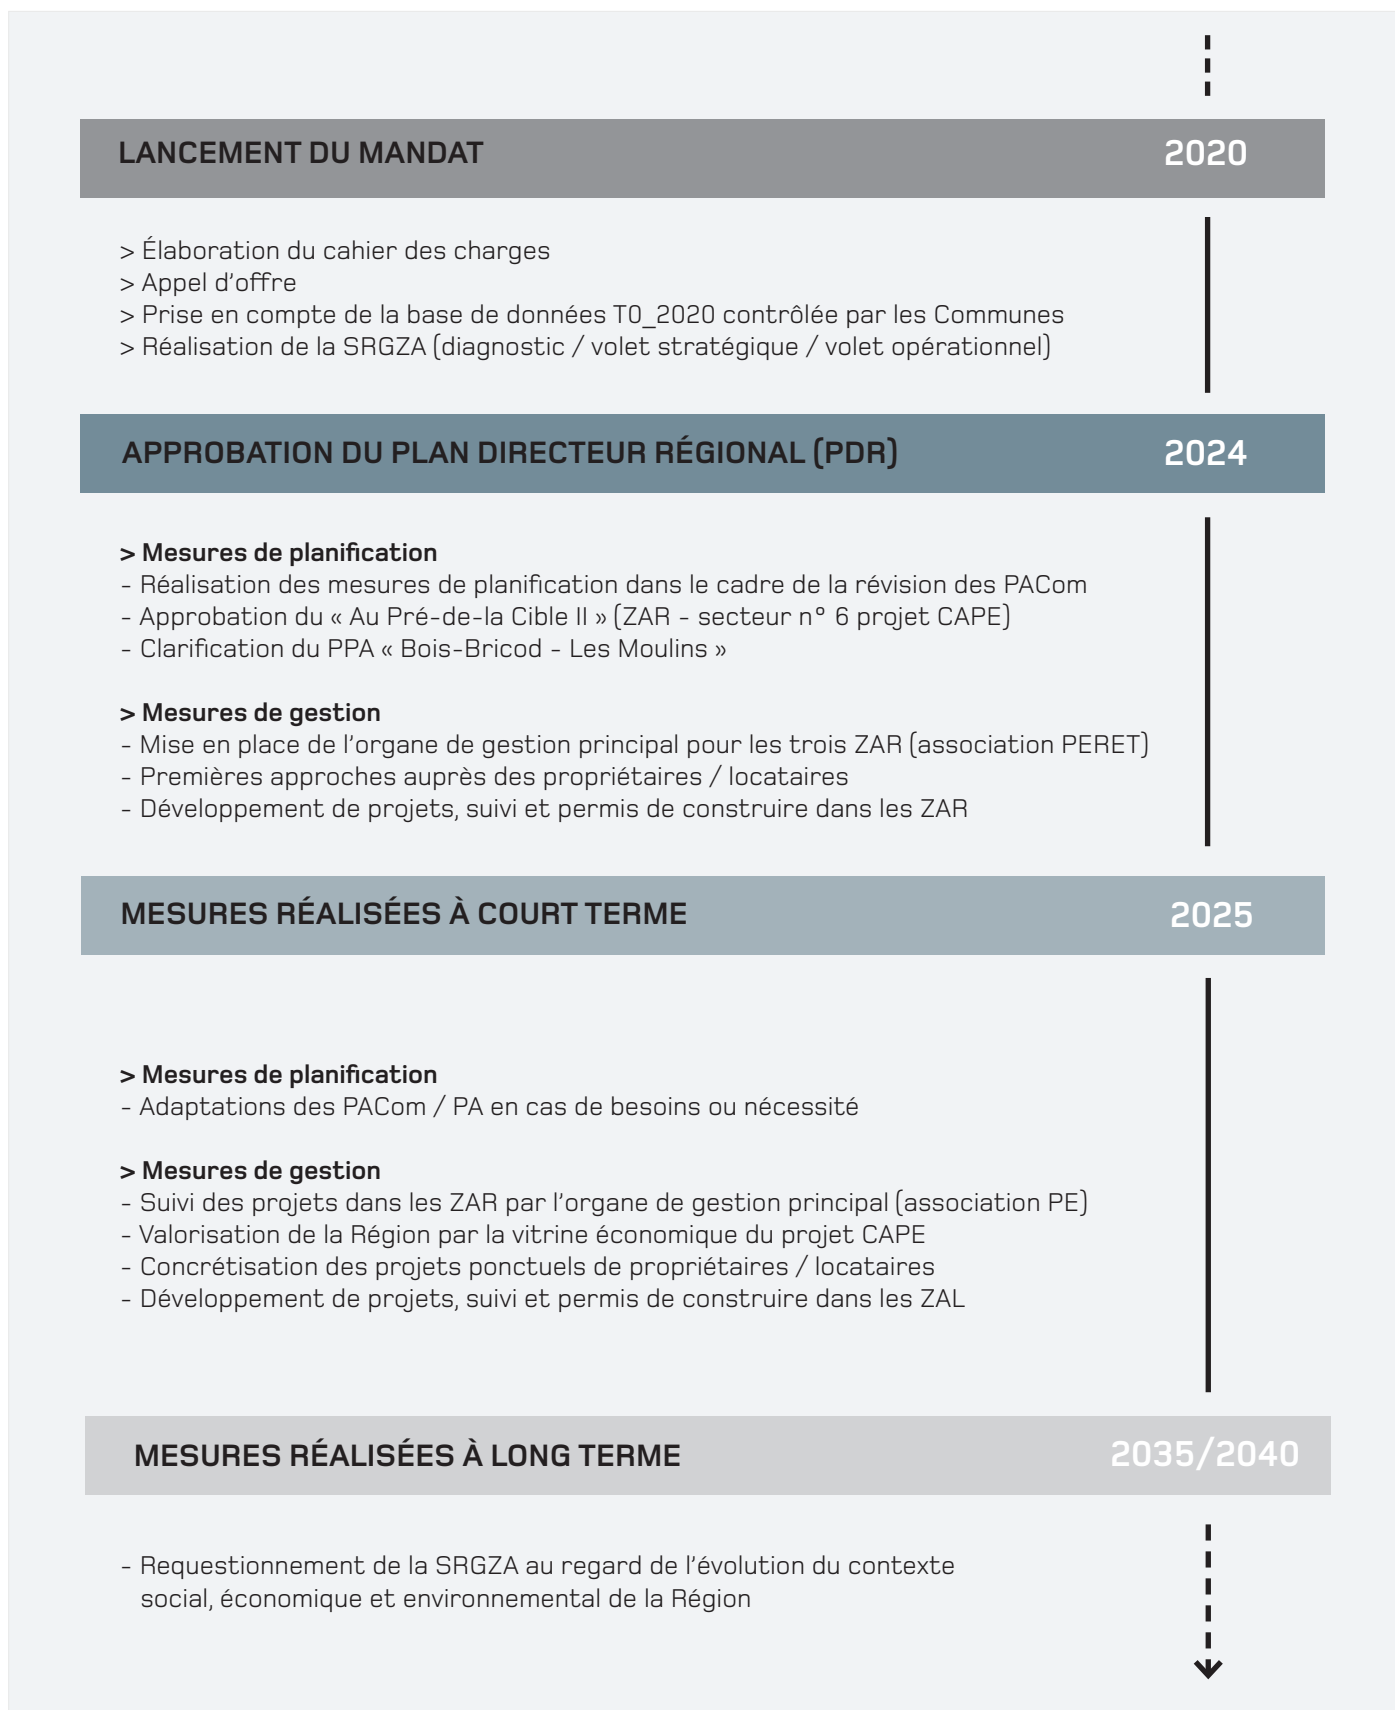 LANCEMENT DU MANDAT 2020
> Élaboration du cahier des charges
> Appel d’offre
> Prise en compte de la base de données T0_2020 contrôlée par les Communes
> Réalisation de la SRGZA (diagnostic / volet stratégique / volet opérationnel)
APPROBATION DU PLAN DIRECTEUR RÉGIONAL (PDR) 2024
> Mesures de planification
- Réalisation des mesures de planification dans le cadre de la révision des PACom
- Approbation du « Au Pré-de-la Cible II » (ZAR - secteur n° 6 projet CAPE)
- Clarification du PPA « Bois-Bricod - Les Moulins »
> Mesures de gestion
- Mise en place de l’organe de gestion principal pour les trois ZAR (association PERET)
- Premières approches auprès des propriétaires / locataires
- Développement de projets, suivi et permis de construire dans les ZAR
MESURES RÉALISÉES À COURT TERME 2025
> Mesures de planification
- Adaptations des PACom / PA en cas de besoins ou nécessité
> Mesures de gestion
- Suivi des projets dans les ZAR par l’organe de gestion principal (association PE)
- Valorisation de la Région par la vitrine économique du projet CAPE
- Concrétisation des projets ponctuels de propriétaires / locataires
- Développement de projets, suivi et permis de construire dans les ZAL
MESURES RÉALISÉES À LONG TERME 2035/2040
- Requestionnement de la SRGZA au regard de l’évolution du contexte
social, économique et environnemental de la Région